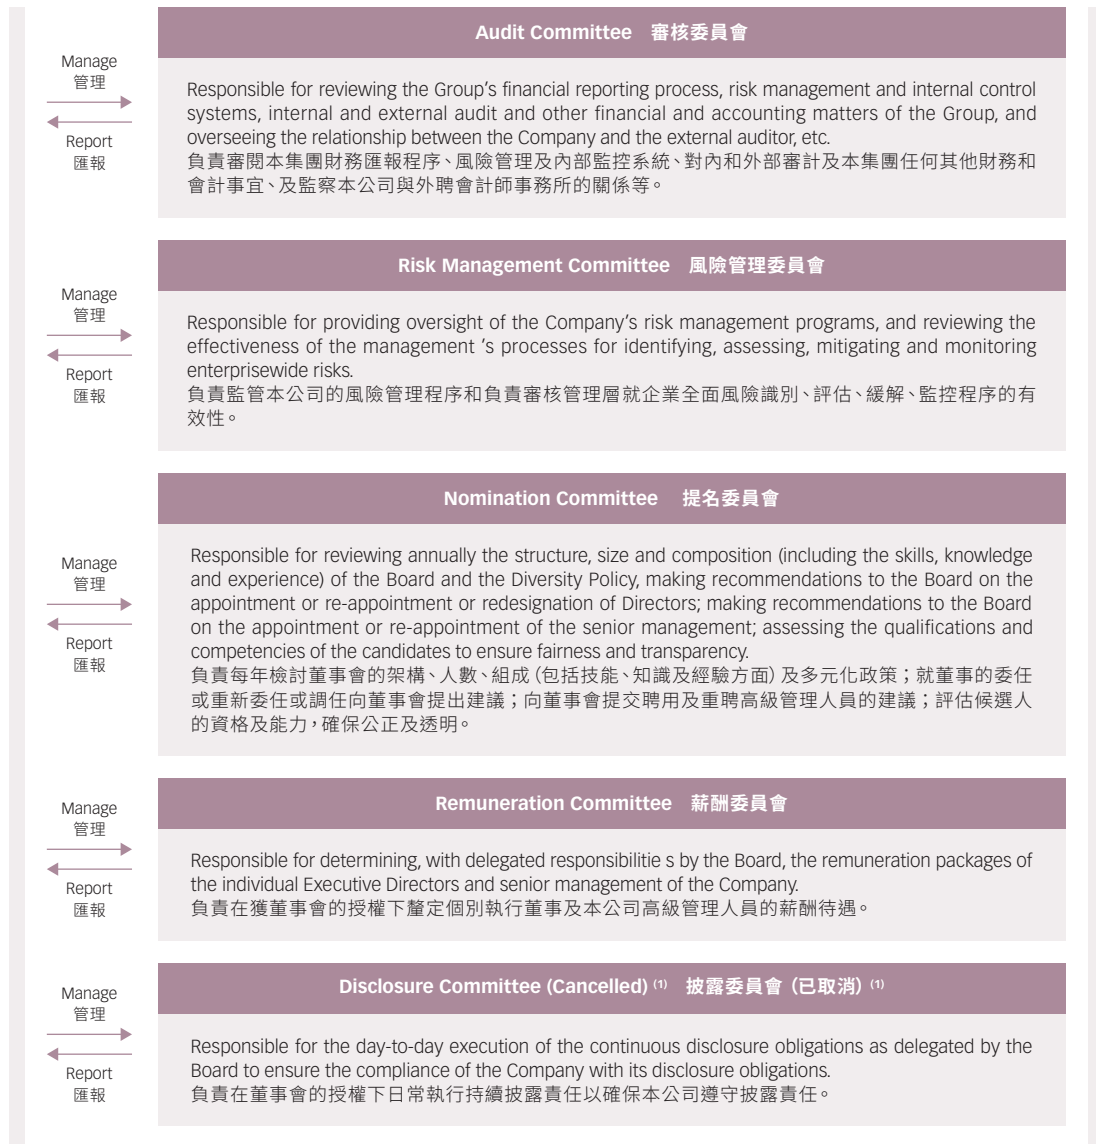 Audit Committee 審核委員會
Manage
管理
Report
匯報
Responsible for reviewing the Group's financial reporting process, risk management and internal control
systems, internal and external audit and other financial and accounting matters of the Group, and
overseeing the relationship between the Company and the external auditor, etc.
負責審閱本集團財務匯報程序、風險管理及內部監控系統、對內和外部審計及本集團任何其他財務和
會計事宜、及監察本公司與外聘會計師事務所的關係等。
Risk Management Committee 風險管理委員會
Manage
管理
Report
匯報
Responsible for providing oversight of the Company's risk management programs, and reviewing the
effectiveness of the management 's processes for identifying, assessing, mitigating and monitoring
enterprisewide risks.
負責監管本公司的風險管理程序和負責審核管理層就企業全面風險識別、評估、緩解、監控程序的有
效性。
Nomination Committee 提名委員會
Manage
管理
Report
匯報
Responsible for reviewing annually the structure, size and composition (including the skills, knowledge
and experience) of the Board and the Diversity Policy, making recommendations to the Board on the
appointment or re-appointment or redesignation of Directors; making recommendations to the Board
on the appointment or re-appointment of the senior management; assessing the qualifications and
competencies of the candidates to ensure fairness and transparency.
負責每年檢討董事會的架構、人數、組成（包括技能、知識及經驗方面）及多元化政策；就董事的委任
或重新委任或調任向董事會提出建議；向董事會提交聘用及重聘高級管理人員的建議；評估候選人
的資格及能力，確保公正及透明。
Remuneration Committee 薪酬委員會
Manage
管理
Report
匯報
Responsible for determining, with delegated responsibilitie s by the Board, the remuneration packages of
the individual Executive Directors and senior management of the Company.
負責在獲董事會的授權下釐定個別執行董事及本公司高級管理人員的薪酬待遇。
Disclosure Committee (Cancelled) (1) 披露委員會（已取消）(1)
Manage
管理
Report
匯報
Responsible for the day-to-day execution of the continuous disclosure obligations as delegated by the
Board to ensure the compliance of the Company with its disclosure obligations.
負責在董事會的授權下日常執行持續披露責任以確保本公司遵守披露責任。